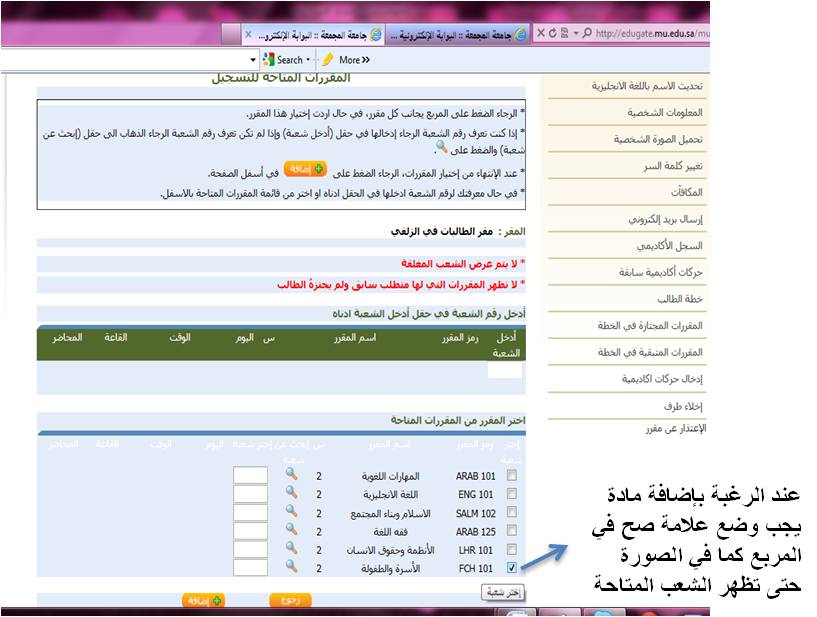 جامعة المجمعة :: البوابة الإلكترو...
جامعة المجمعة :: البوابة الإلكترونية ...
http://edugate.mu.edu.sa/mu
Search
More »
المقررات المتاحة للتسجيل
* الرجاء الضغط على المربع بجانب كل مقرر، في حال اردت إختيار هذا المقرر.
* إذا كنت تعرف رقم الشعبة الرجاء إدخالها في حقل (أدخل شعبة) وإذا لم تكن تعرف رقم الشعبة الرجاء الذهاب الى حقل (إبحث عن
شعبة) والضغط على .
* عند الإنتهاء من إختيار المقررات، الرجاء الضغط على إضافة في أسفل الصفحة.
* في حال معرفتك لرقم الشعبة ادخلها في الحقل ادناه او اختر من قائمة المقررات المتاحة بالاسفل.
المقر : مقر الطالبات في الزلفي
* لا يتم عرض الشعب المغلقة
* لا تظهر المقررات التي لها متطلب سابق ولم يجتزهُ الطالب
أدخل رقم الشعبة في حقل أدخل الشعبة ادناه
أدخل الشعبة رمز المقرر اسم المقرر س اليوم الوقت القاعة المحاضر
اختر المقرر من المقررات المتاحة
إختر شعبة رمز المقرر اسم المقرر س إبحث عن شعبة إختر شعبة اليوم الوقت القاعة المحاضر
ARAB 101 المهارات اللغوية 2
ENG 101 اللغة الانجليزية 2
SALM 102 الاسلام وبناء المجتمع 2
ARAB 125 فقه اللغة 2
LHR 101 الأنظمة وحقوق الانسان 2
FCH 101 الأسرة والطفولة 2
إختر شعبة
رجوع
إضافة
تحديث الاسم باللغة الانجليزية
المعلومات الشخصية
تحميل الصورة الشخصية
تغيير كلمة السر
المكافآت
إرسال بريد إلكتروني
السجل الأكاديمي
حركات أكاديمية سابقة
خطة الطالب
المقررات المجتازة في الخطة
المقررات المتبقية في الخطة
إدخال حركات اكاديمية
إخلاء طرف
الإعتذار عن مقرر
عند الرغبة بإضافة مادة
يجب وضع علامة صح في
المربع كما في الصورة
حتى تظهر الشعب المتاحة